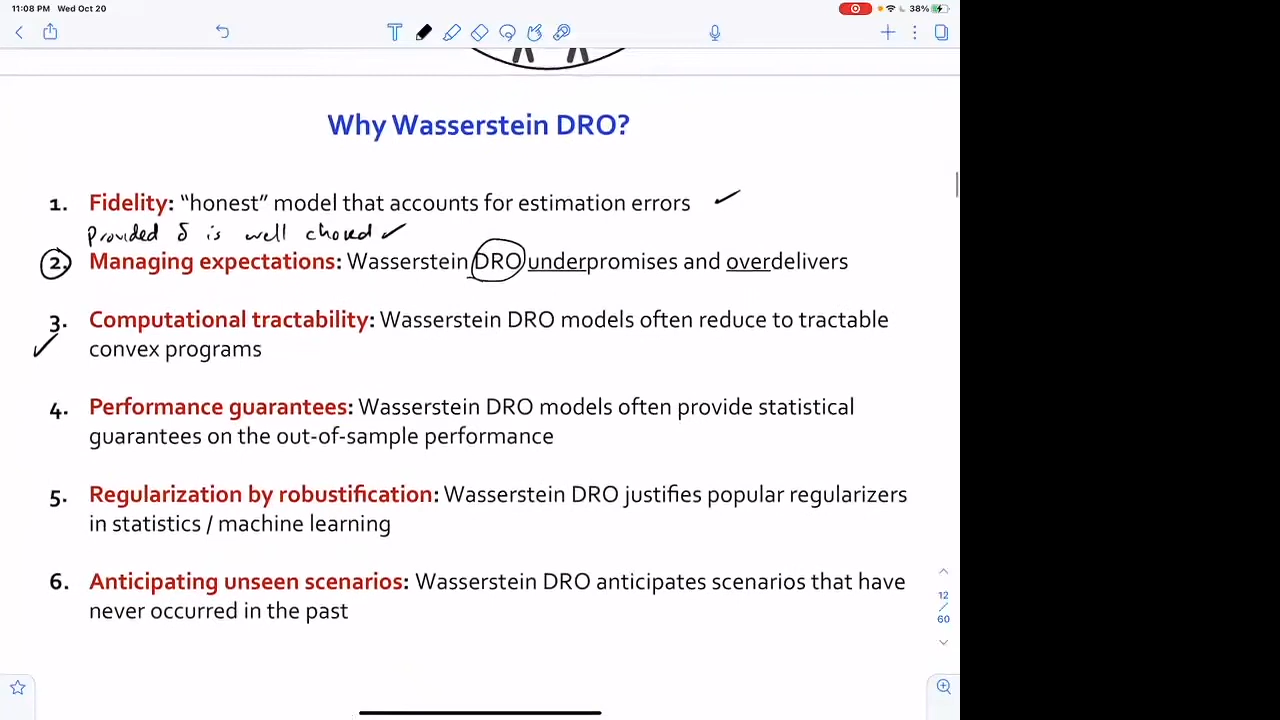 11:08 PM Wed Oct 20
38%
Why Wasserstein DRO?
1. Fidelity: "honest" model that accounts for estimation errors
provided δ is well chosed
2. Managing expectations: Wasserstein DRO underpromises and overdelivers
3. Computational tractability: Wasserstein DRO models often reduce to tractable
convex programs
4. Performance guarantees: Wasserstein DRO models often provide statistical
guarantees on the out-of-sample performance
5. Regularization by robustification: Wasserstein DRO justifies popular regularizers
in statistics / machine learning
6. Anticipating unseen scenarios: Wasserstein DRO anticipates scenarios that have
never occurred in the past
12
/
60